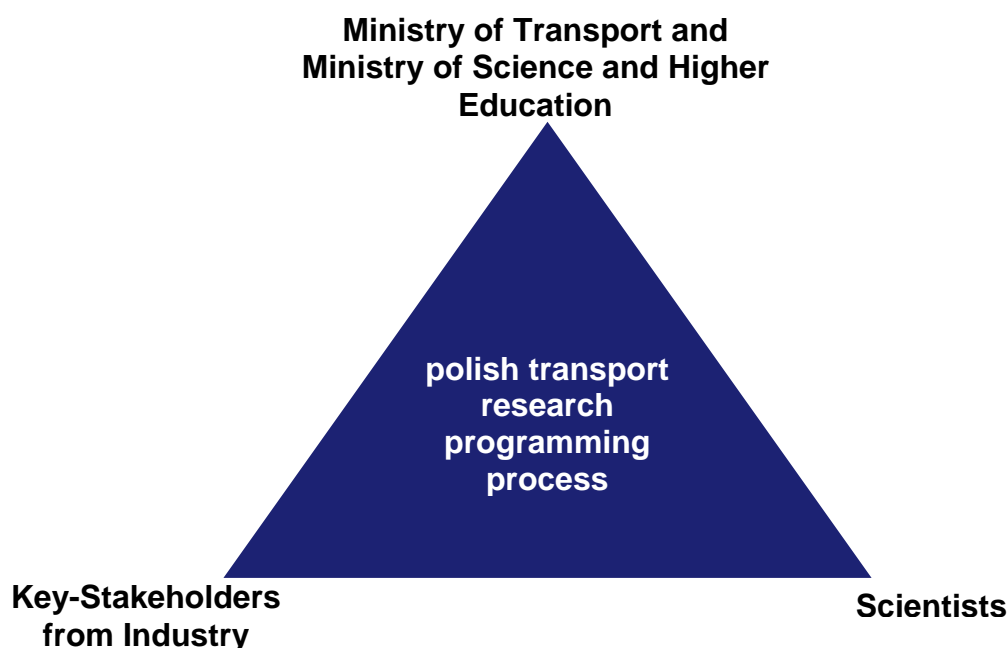 Ministry of Transport and
Ministry of Science and Higher
Education
polish transport
research
programming
process
Key-Stakeholders
from Industry
Scientists